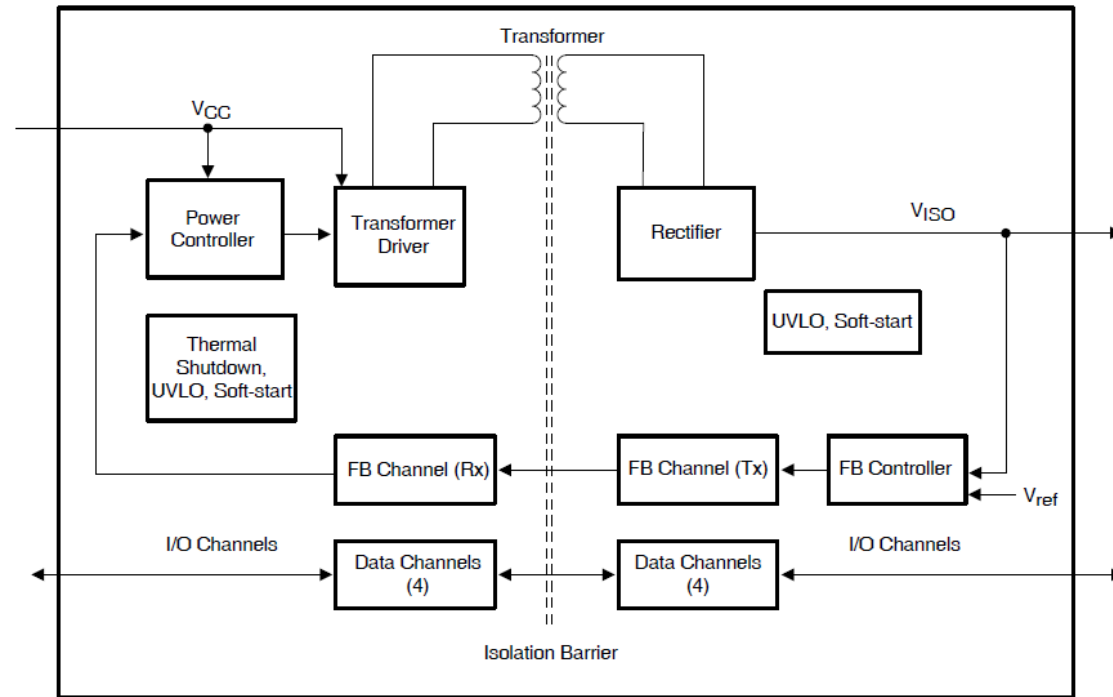 Transformer
VCC
Power
Controller
Transformer
Driver
Rectifier
VISO
UVLO, Soft-start
Thermal
Shutdown,
UVLO, Soft-start
FB Channel (Rx)
FB Channel (Tx)
FB Controller
Vref
I/O Channels
I/O Channels
Data Channels
(4)
Data Channels
(4)
Isolation Barrier